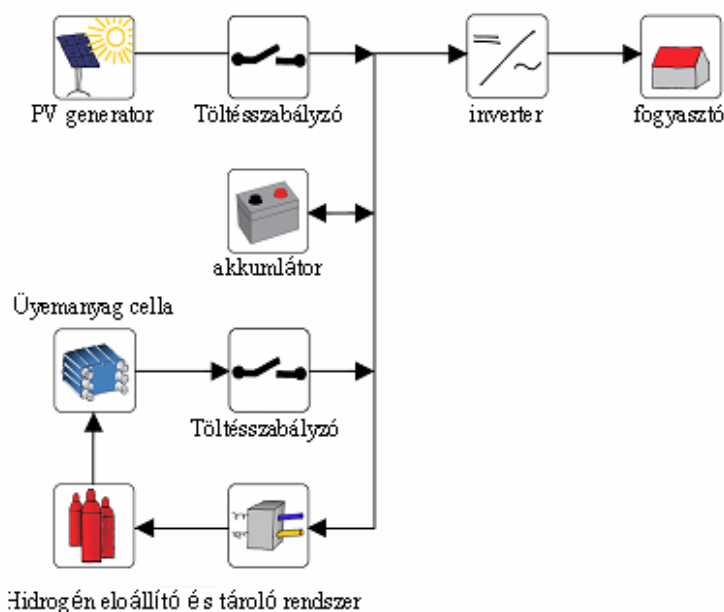 PV generator
Töltésszabályzó
inverter
fogyasztó
akkumlátor
Üyemanyag cella
Töltésszabályzó
Hidrogén eloállító és tároló rendszer